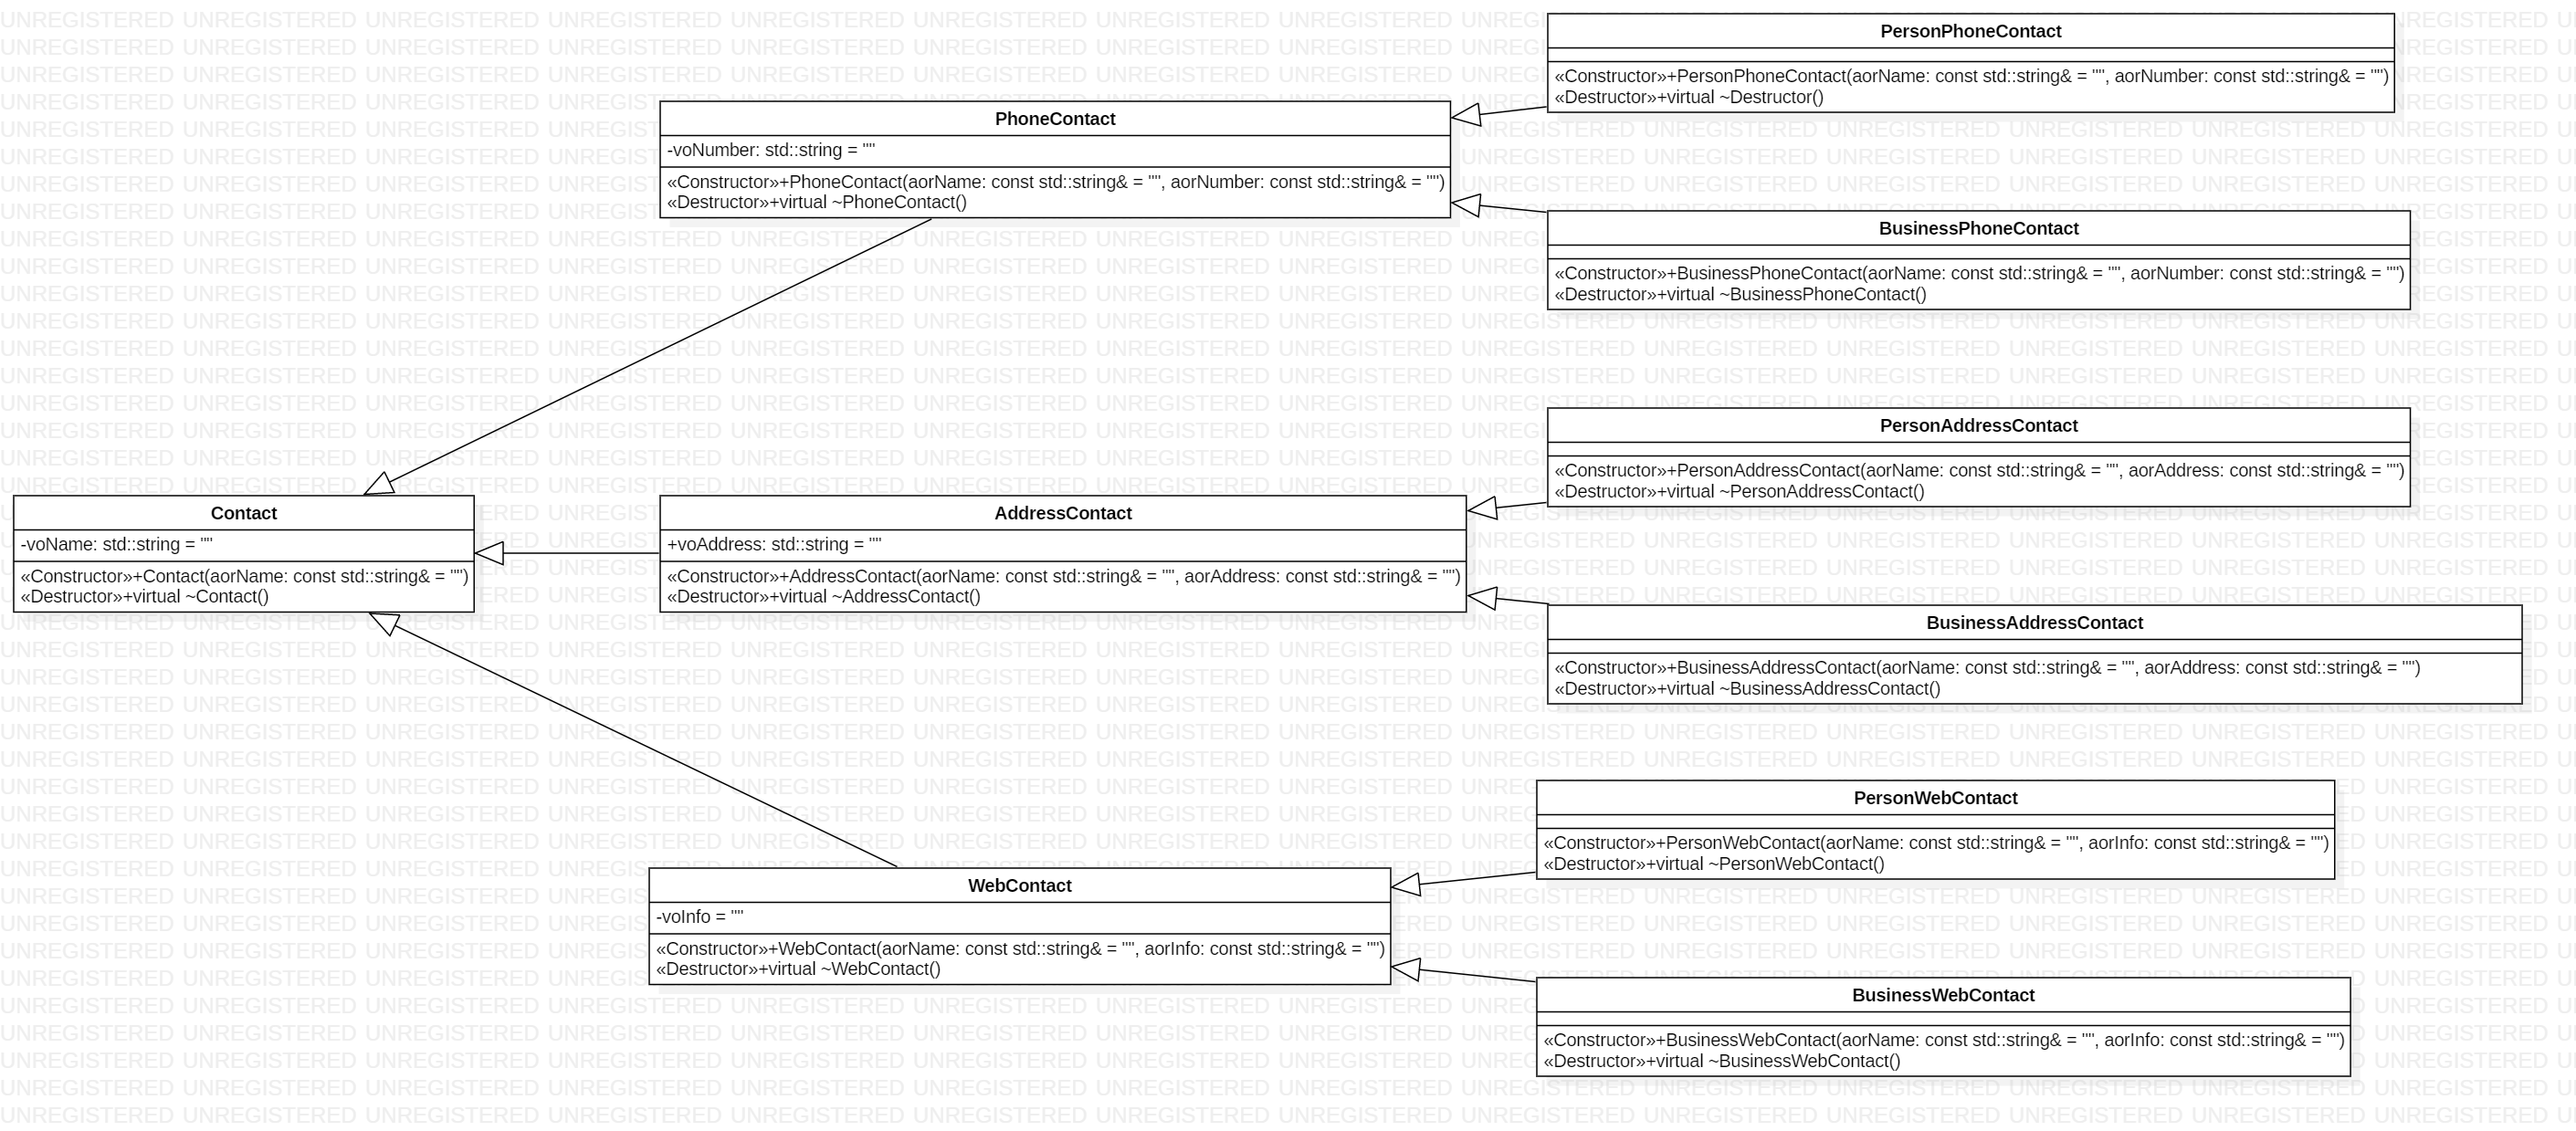 PersonPhoneContact
«Constructor»+PersonPhoneContact(aorName: const std::string& = "", aorNumber: const std::string& = "")
«Destructor»+virtual ~Destructor()
PhoneContact
-voNumber: std::string = ""
«Constructor»+PhoneContact(aorName: const std::string& = "", aorNumber: const std::string& = "")
«Destructor»+virtual ~PhoneContact()
BusinessPhoneContact
«Constructor»+BusinessPhoneContact(aorName: const std::string& = "", aorNumber: const std::string& = "")
«Destructor»+virtual ~BusinessPhoneContact()
PersonAddressContact
«Constructor»+PersonAddressContact(aorName: const std::string& = "", aorAddress: const std::string& = "")
«Destructor»+virtual ~PersonAddressContact()
Contact
-voName: std::string = ""
«Constructor»+Contact(aorName: const std::string& = "")
«Destructor»+virtual ~Contact()
AddressContact
+voAddress: std::string = ""
«Constructor»+AddressContact(aorName: const std::string& = "", aorAddress: const std::string& = "")
«Destructor»+virtual ~AddressContact()
BusinessAddressContact
«Constructor»+BusinessAddressContact(aorName: const std::string& = "", aorAddress: const std::string& = "")
«Destructor»+virtual ~BusinessAddressContact()
PersonWebContact
«Constructor»+PersonWebContact(aorName: const std::string& = "", aorInfo: const std::string& = "")
«Destructor»+virtual ~PersonWebContact()
WebContact
-voInfo = ""
«Constructor»+WebContact(aorName: const std::string& = "", aorInfo: const std::string& = "")
«Destructor»+virtual ~WebContact()
BusinessWebContact
«Constructor»+BusinessWebContact(aorName: const std::string& = "", aorInfo: const std::string& = "")
«Destructor»+virtual ~BusinessWebContact()
UNREGISTERED